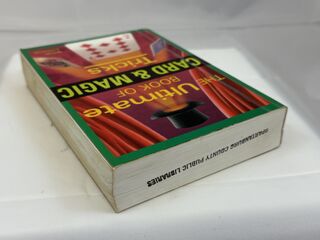 THE
Ultimate
BOOK OF
CARD & MAGIC
Tricks
SPARTANBURG COUNTY PUBLIC LIBRARIES